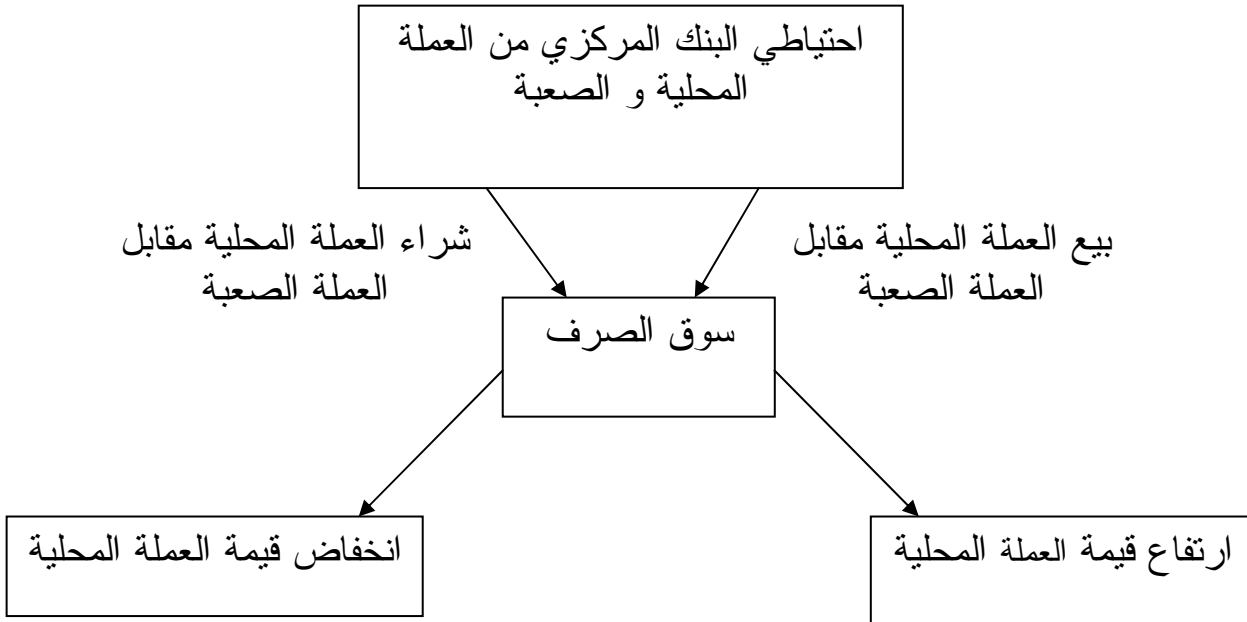 احتياطي البنك المركزي من العملة
المحلية و الصعبة
بيع العملة المحلية مقابل
العملة الصعبة
شراء العملة المحلية مقابل
العملة الصعبة
سوق الصرف
ارتفاع قيمة العملة المحلية
انخفاض قيمة العملة المحلية